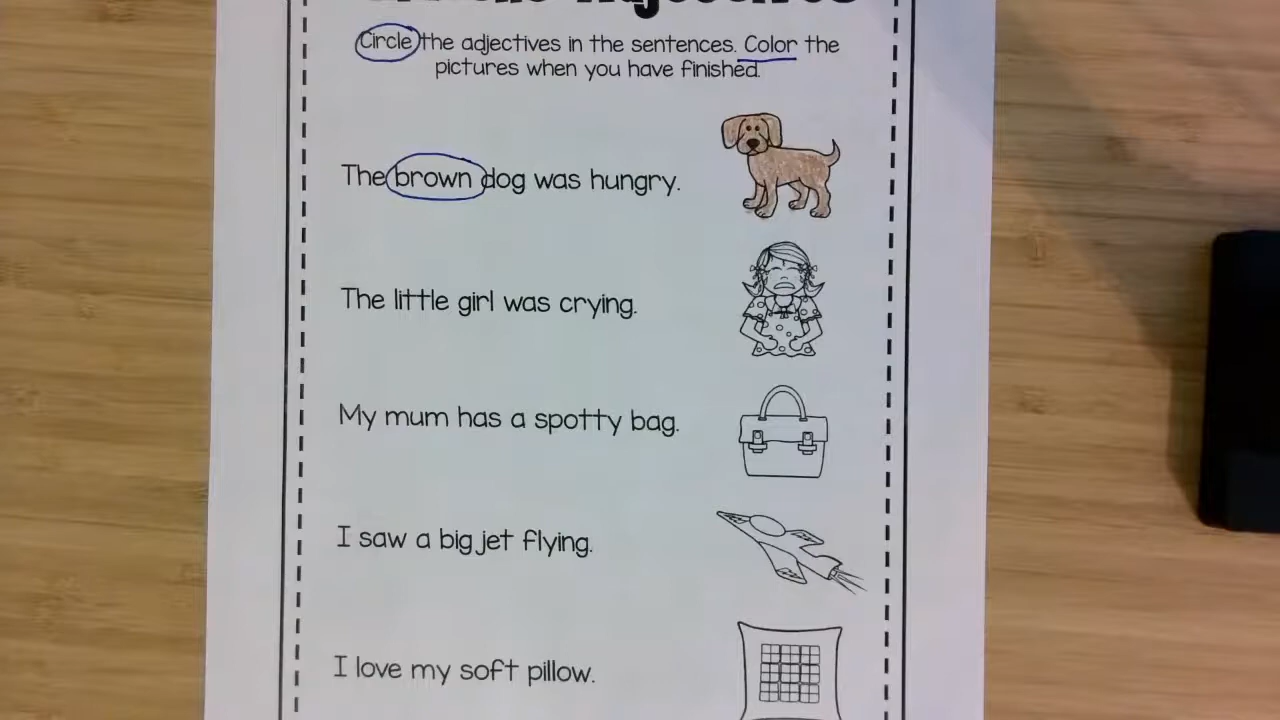 Circle the adjectives in the sentences. Color the
pictures when you have finished.
The brown dog was hungry.
The little girl was crying.
My mum has a spotty bag.
I saw a big jet flying.
I love my soft pillow.